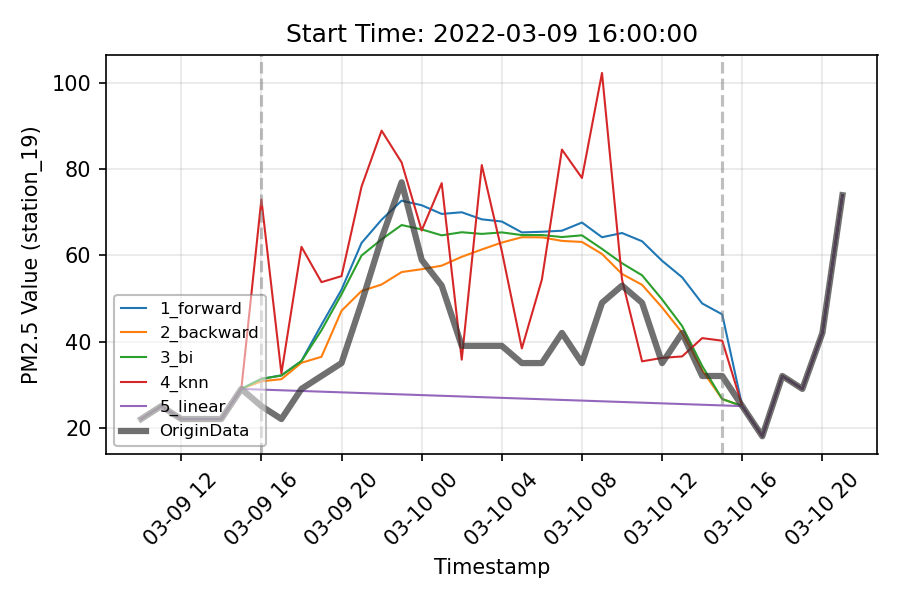 Start Time: 2022-03-09 16:00:00
PM2.5 Value (station_19)
100
80
60
40
20
1_forward
2_backward
3_bi
4_knn
5_linear
OriginData
03-09 12
03-09 16
03-09 20
03-10 00
03-10 04
03-10 08
03-10 12
03-10 16
03-10 20
Timestamp